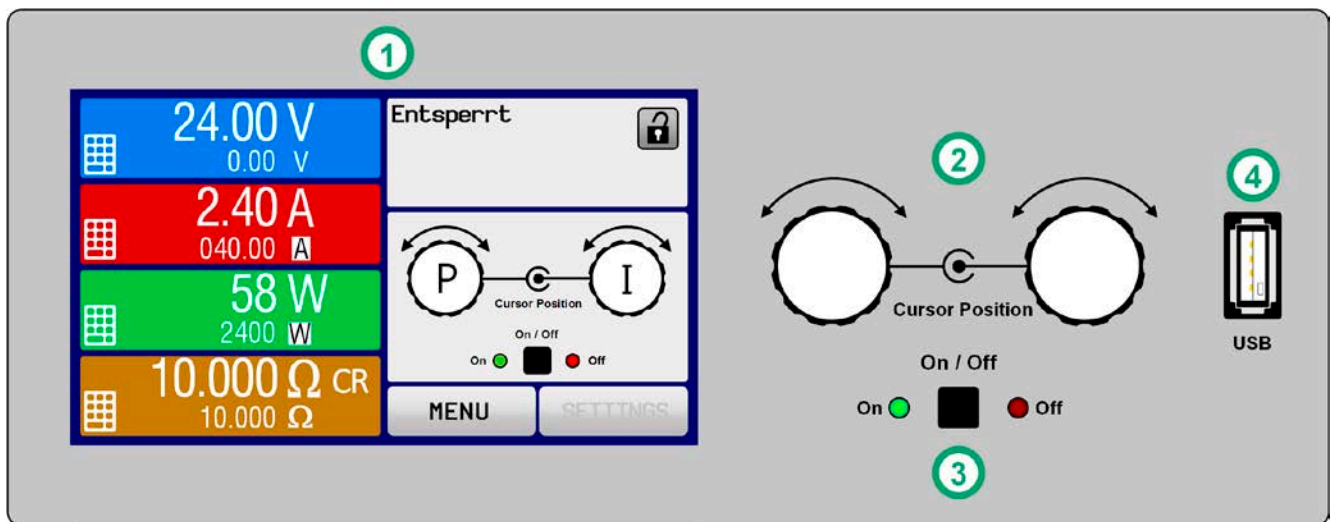 1
24.00 V
0.00 V
2.40 A
040.00 A
58 W
2400 W
10.000 Ω CR
10.000 Ω
Entsperrt
P
I
Cursor Position
On / Off
On
Off
MENU
SETTINGS
2
Cursor Position
On / Off
On
Off
3
4
USB